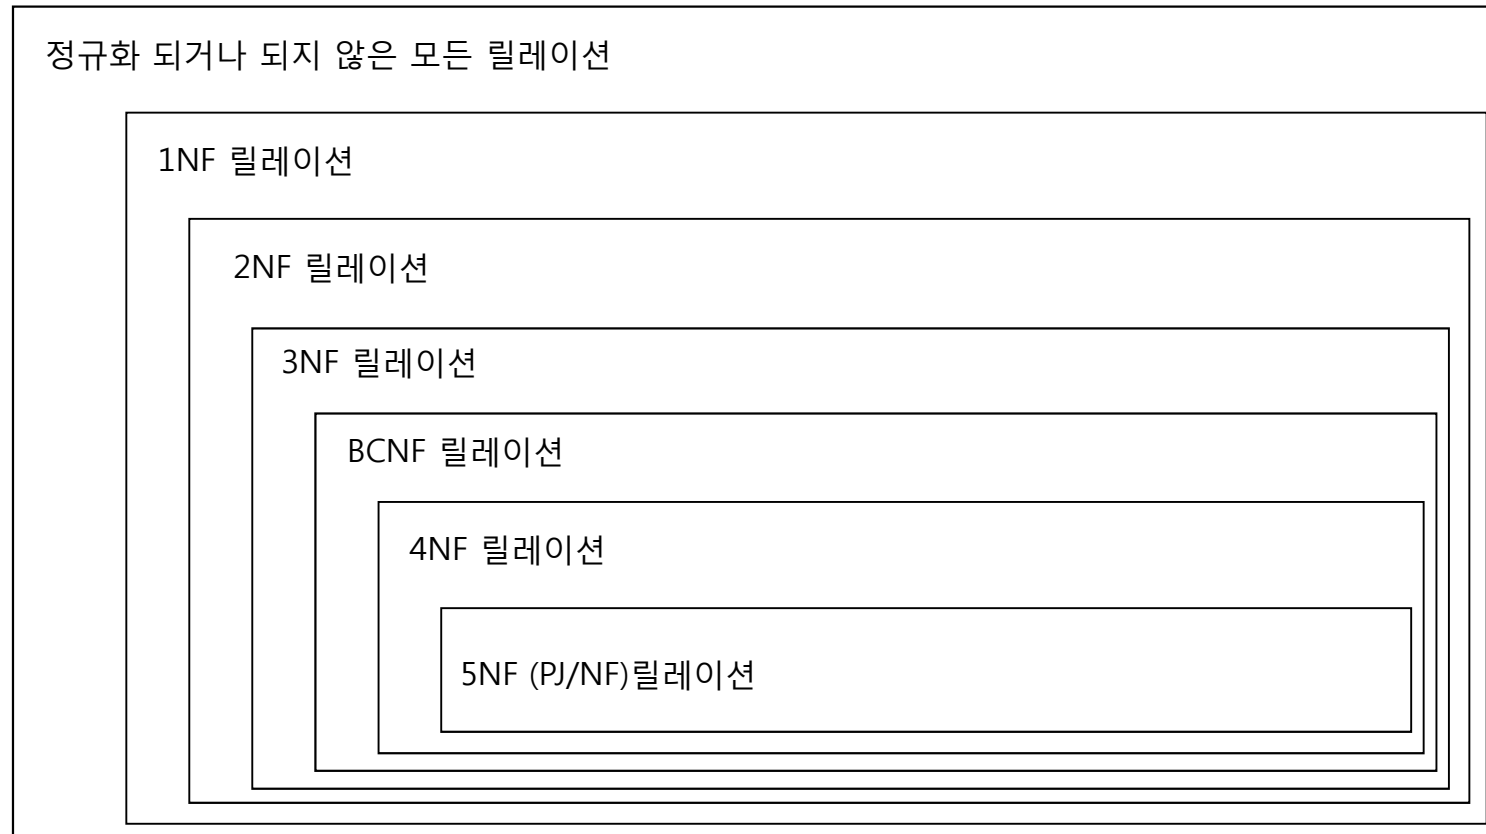 정규화 되거나 되지 않은 모든 릴레이션
1NF 릴레이션
2NF 릴레이션
3NF 릴레이션
BCNF 릴레이션
4NF 릴레이션
5NF (PJ/NF)릴레이션